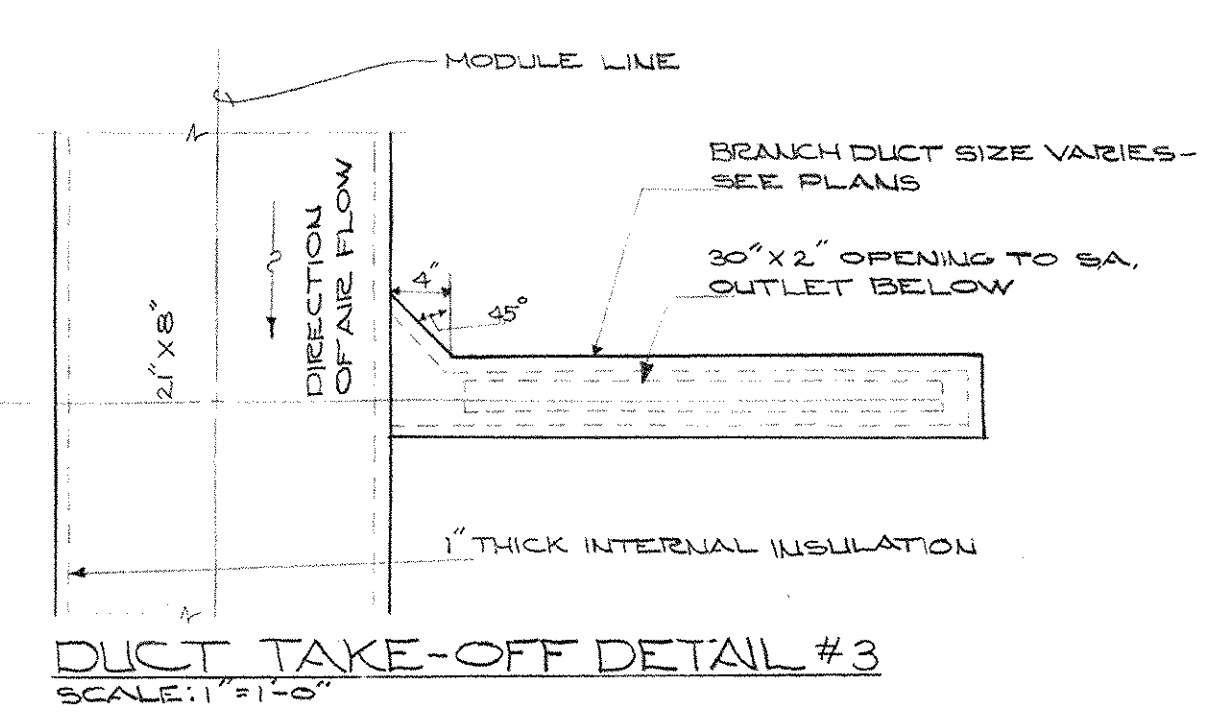 MODULE LINE
BRANCH DUCT SIZE VARIES-
SEE PLANS
30" X 2" OPENING TO SA.
OUTLET BELOW
DIRECTION
OF AIR FLOW
4"
45°
21" X 8"
1" THICK INTERNAL INSULATION
DUCT TAKE-OFF DETAIL #3
SCALE: 1" = 1'-0"